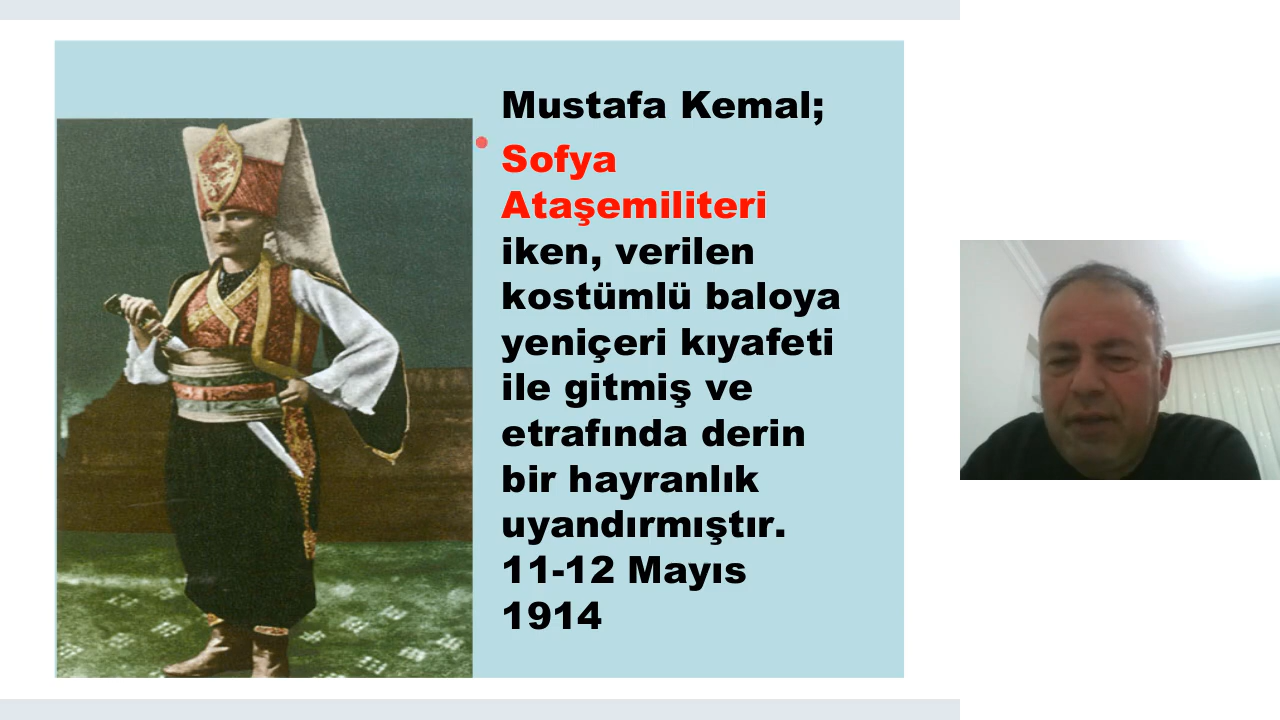 Mustafa Kemal;
Sofya
Ataşemiliteri
iken, verilen
kostümlü baloya
yeniçeri kıyafeti
ile gitmiş ve
etrafında derin
bir hayranlık
uyandırmıştır.
11-12 Mayıs
1914